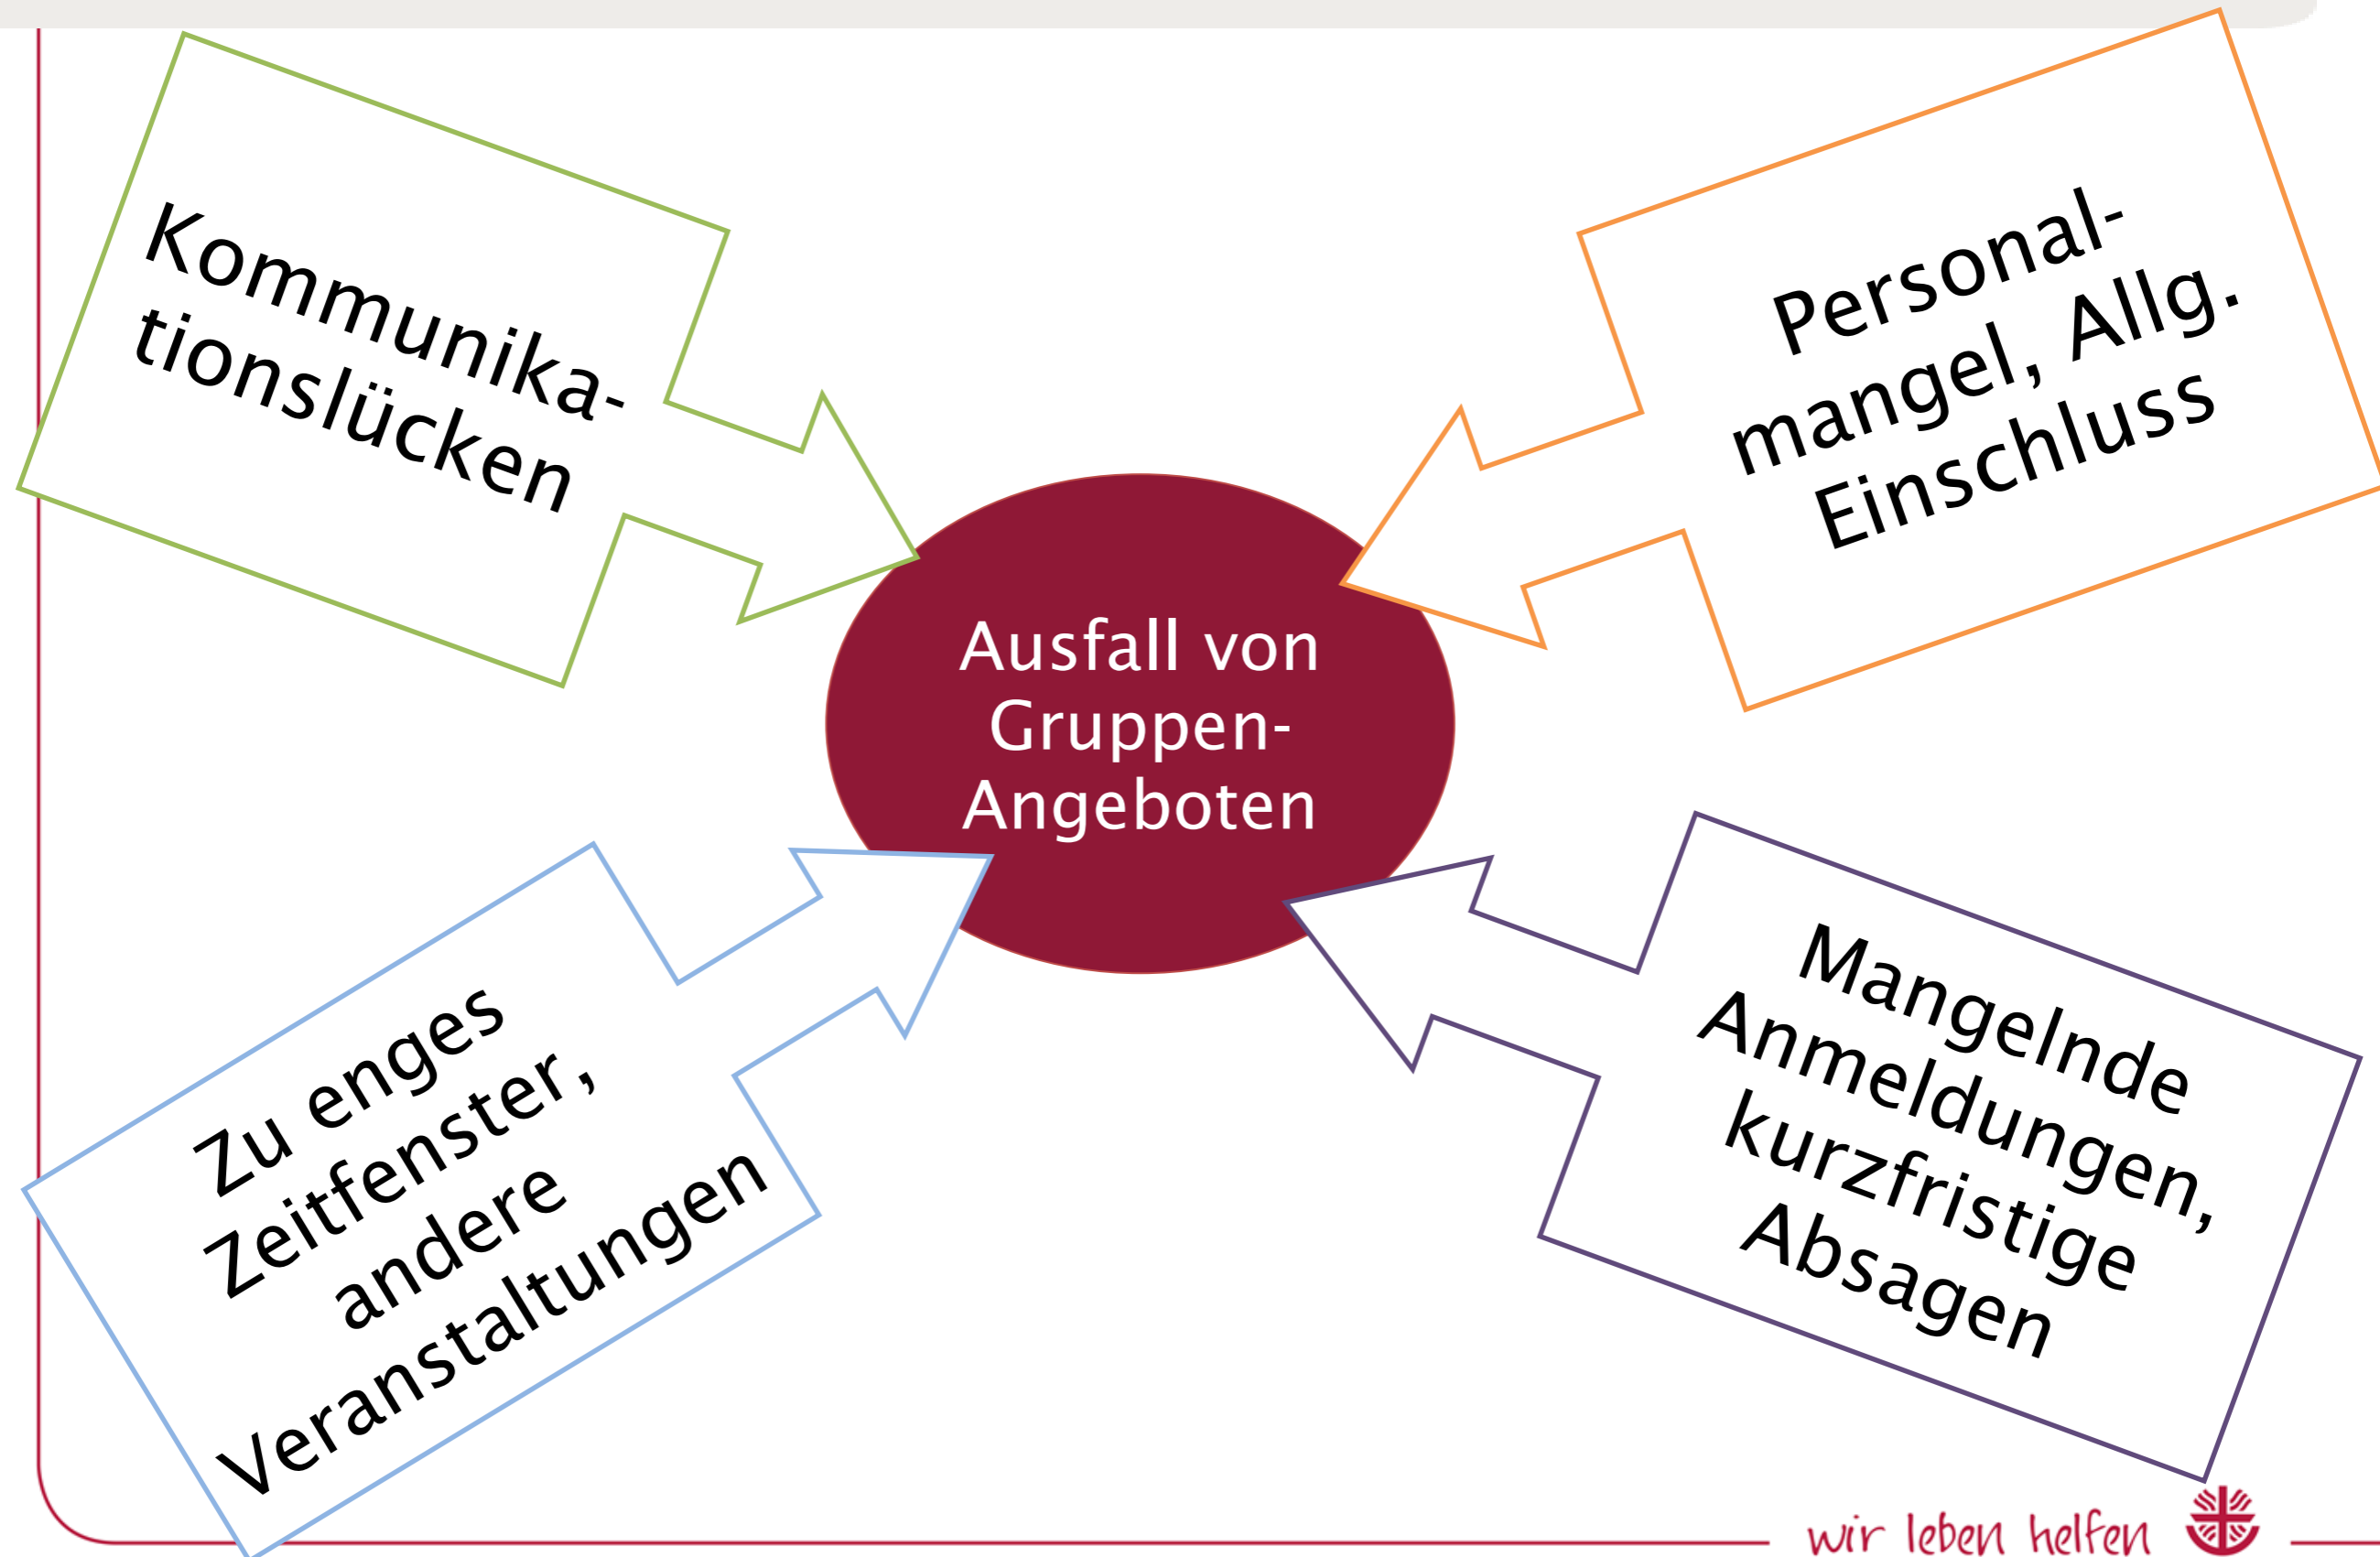 Kommunika-
tionslücken
Personal-
mangel, Allg.
Einschluss
Ausfall von
Gruppen-
Angeboten
Zu enges
Zeitfenster,
andere
Veranstaltungen
Mangelnde
Anmeldungen,
kurzfristige
Absagen
wir leben helfen